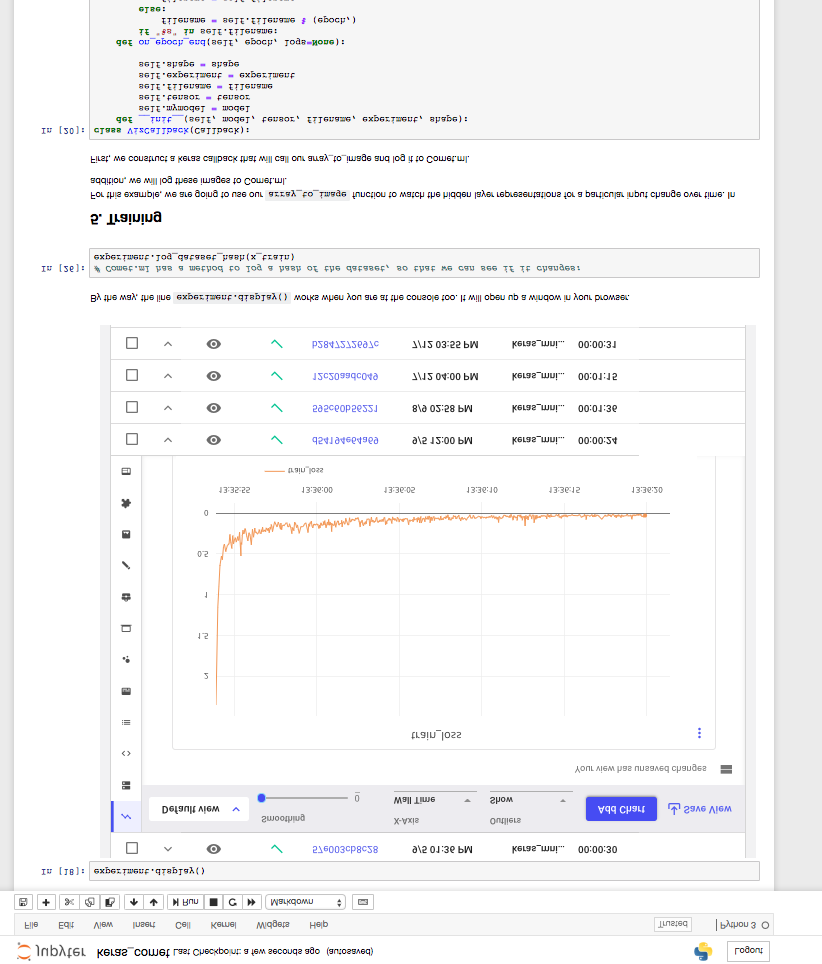 jupyter keras_comet Last Checkpoint: a few seconds ago (autosaved) Logout
File Edit View Insert Cell Kernel Widgets Help Trusted Python 3
Run Markdown
In [18]: experiment.display()
57e003cb8c78 9/5 01:36 PM keras_mni... 00:00:30
Default view Smoothing 0 X-Axis Wall Time Outliers Show Add Chart Save View
Your view has unsaved changes
train_loss
2
1.5
1
0.5
0
13:35:55 13:36:00 13:36:05 13:36:10 13:36:15 13:36:20
train_loss
d54194e64a69 9/5 12:00 PM keras_mni... 00:00:24
595c60b56221 8/9 02:58 PM keras_mni... 00:01:36
12c20aadc049 7/12 04:00 PM keras_mni... 00:01:15
b2847272697c 7/12 03:55 PM keras_mni... 00:00:31
By the way, the line experiment.display() works when you are at the console too. It will open up a window in your browser.
In [26]: # Comet.ml has a method to log a hash of the dataset, so that we can see if it changes:
experiment.log_dataset_hash(x_train)
5. Training
For this example, we are going to use our array_to_image function to watch the hidden layer representations for a particular input change over time. In
addition, we will log these images to Comet.ml.
First, we construct a keras callback that will call our array_to_image and log it to Comet.ml.
In [20]: class VizCallback(Callback):
def __init__(self, model, tensor, filename, experiment, shape):
self.mymodel = model
self.tensor = tensor
self.filename = filename
self.experiment = experiment
self.shape = shape
def on_epoch_end(self, epoch, logs=None):
if "%s" in self.filename:
filename = self.filename % (epoch,)
else: